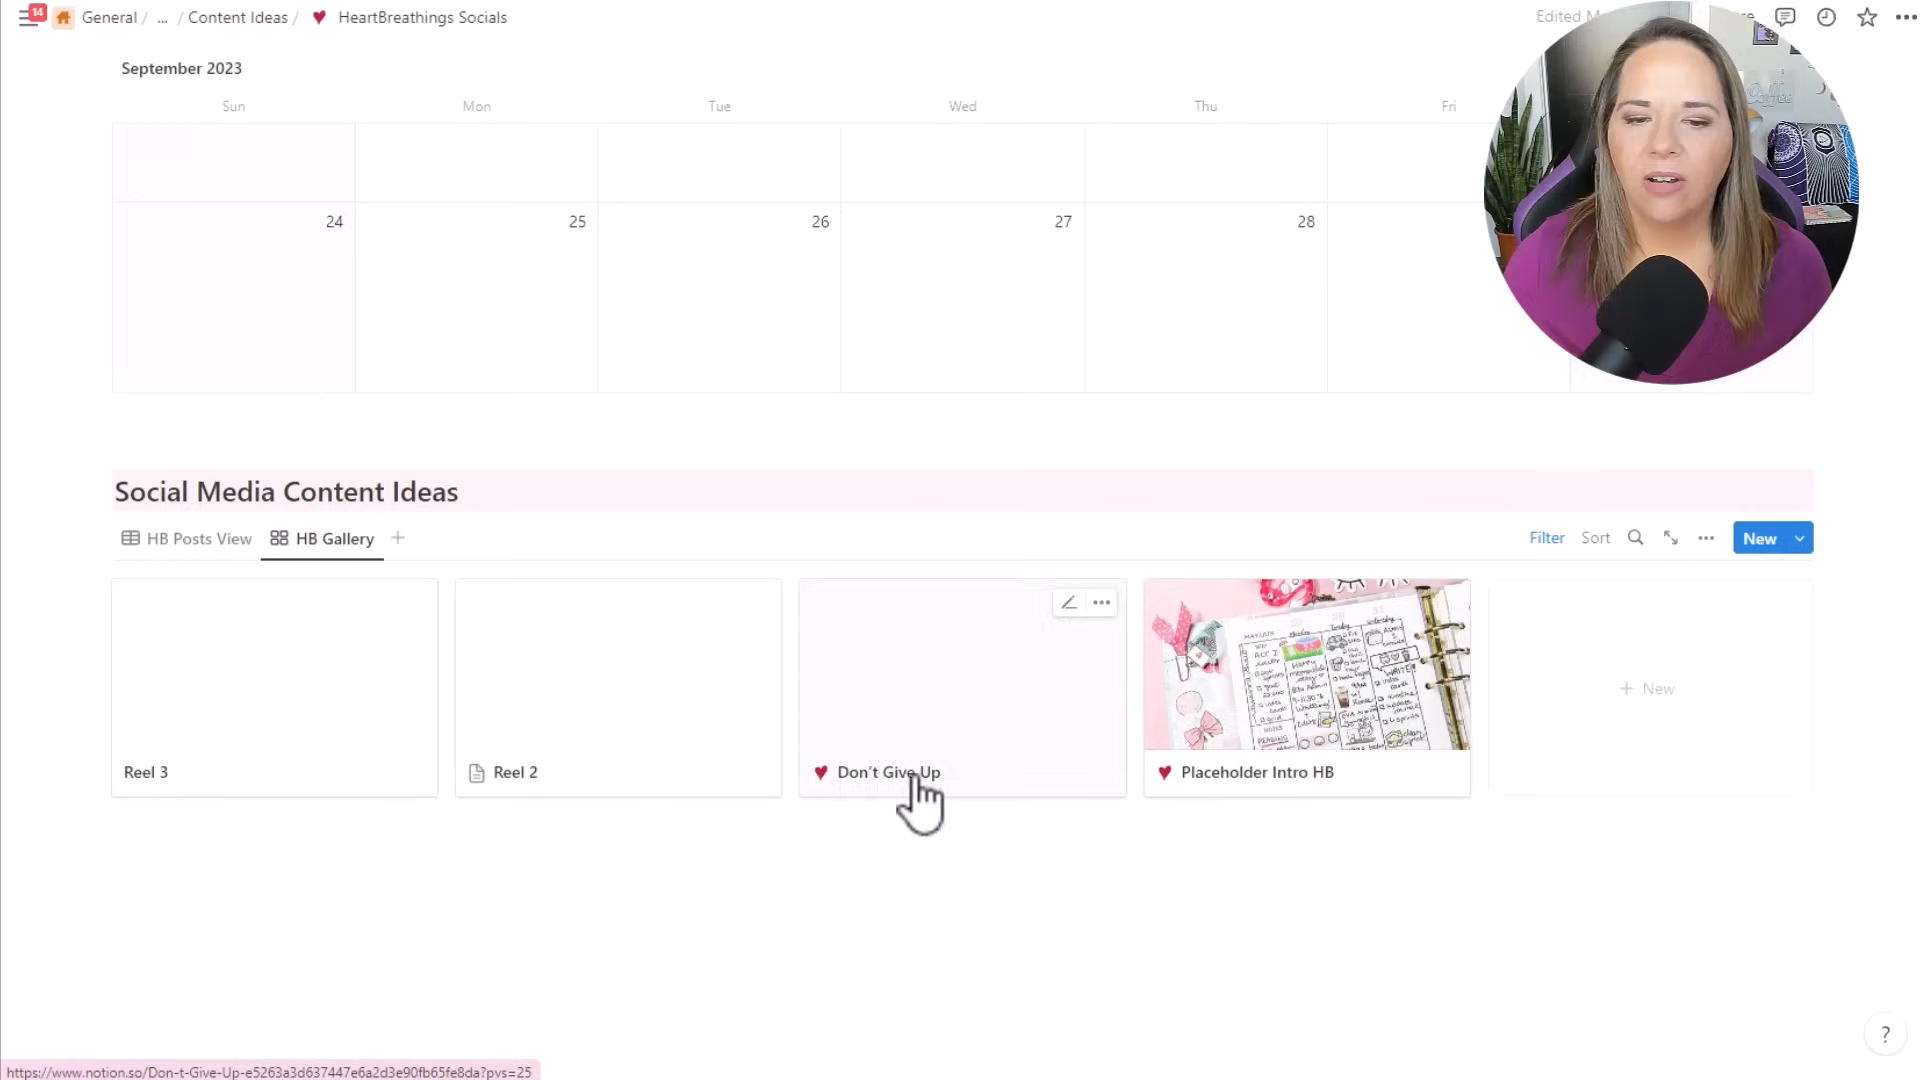 14 General / ... / Content Ideas / HeartBreathings Socials
Edited
September 2023
Sun Mon Tue Wed Thu Fri
24 25 26 27 28
Social Media Content Ideas
HB Posts View HB Gallery +
Filter Sort New
Reel 3
Reel 2
Don't Give Up
Placeholder Intro HB
+ New
?
https://www.notion.so/Don-t-Give-Up-e5263a3d637447e6a2d3e90fb65fe8da?pvs=25